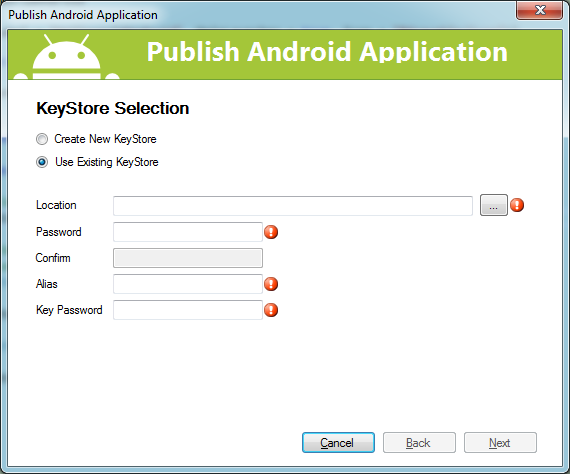 Publish Android Application
Publish Android Application
KeyStore Selection
Create New KeyStore
Use Existing KeyStore
Location
...
Password
Confirm
Alias
Key Password
Cancel
Back
Next